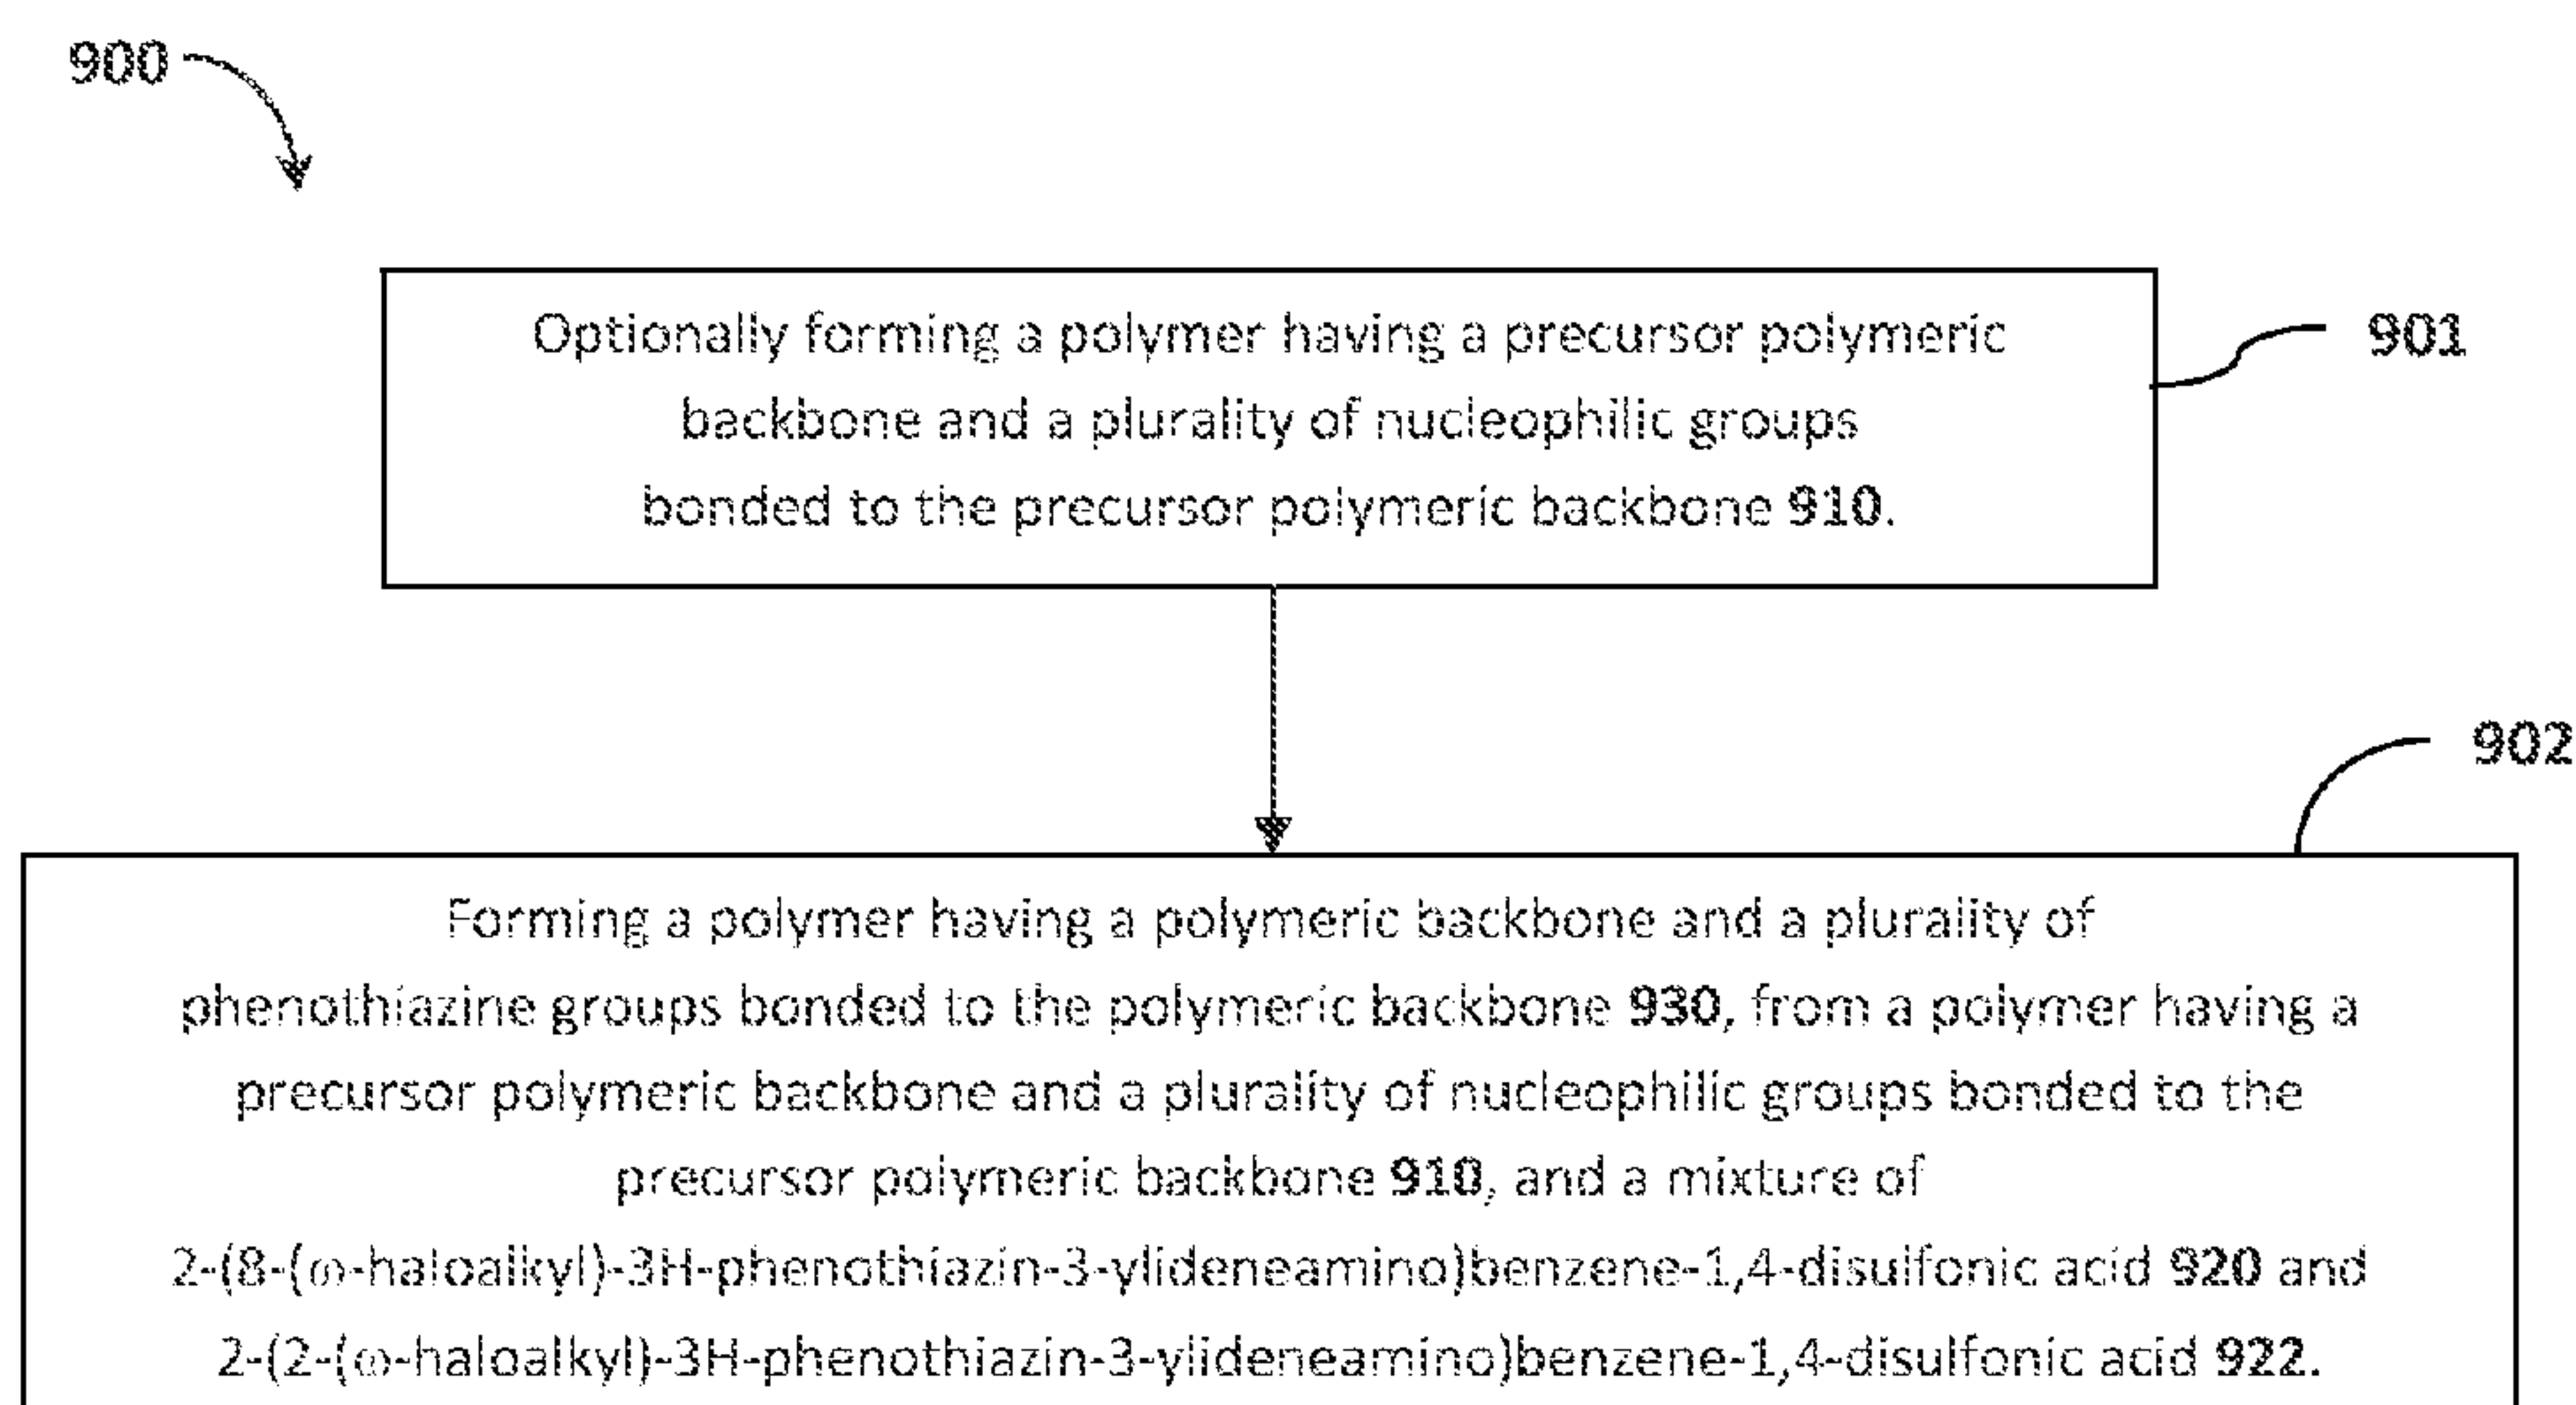 900
Optionally forming a polymer having a precursor polymeric
backbone and a plurality of nucleophilic groups
bonded to the precursor polymeric backbone 910.
901
902
Forming a polymer having a polymeric backbone and a plurality of
phenothiazine groups bonded to the polymeric backbone 930, from a polymer having a
precursor polymeric backbone and a plurality of nucleophilic groups bonded to the
precursor polymeric backbone 910, and a mixture of
2-(8-(ω-haloalkyl)-3H-phenothiazin-3-ylideneamino)benzene-1,4-disulfonic acid 920 and
2-(2-(ω-haloalkyl)-3H-phenothiazin-3-ylideneamino)benzene-1,4-disulfonic acid 922.